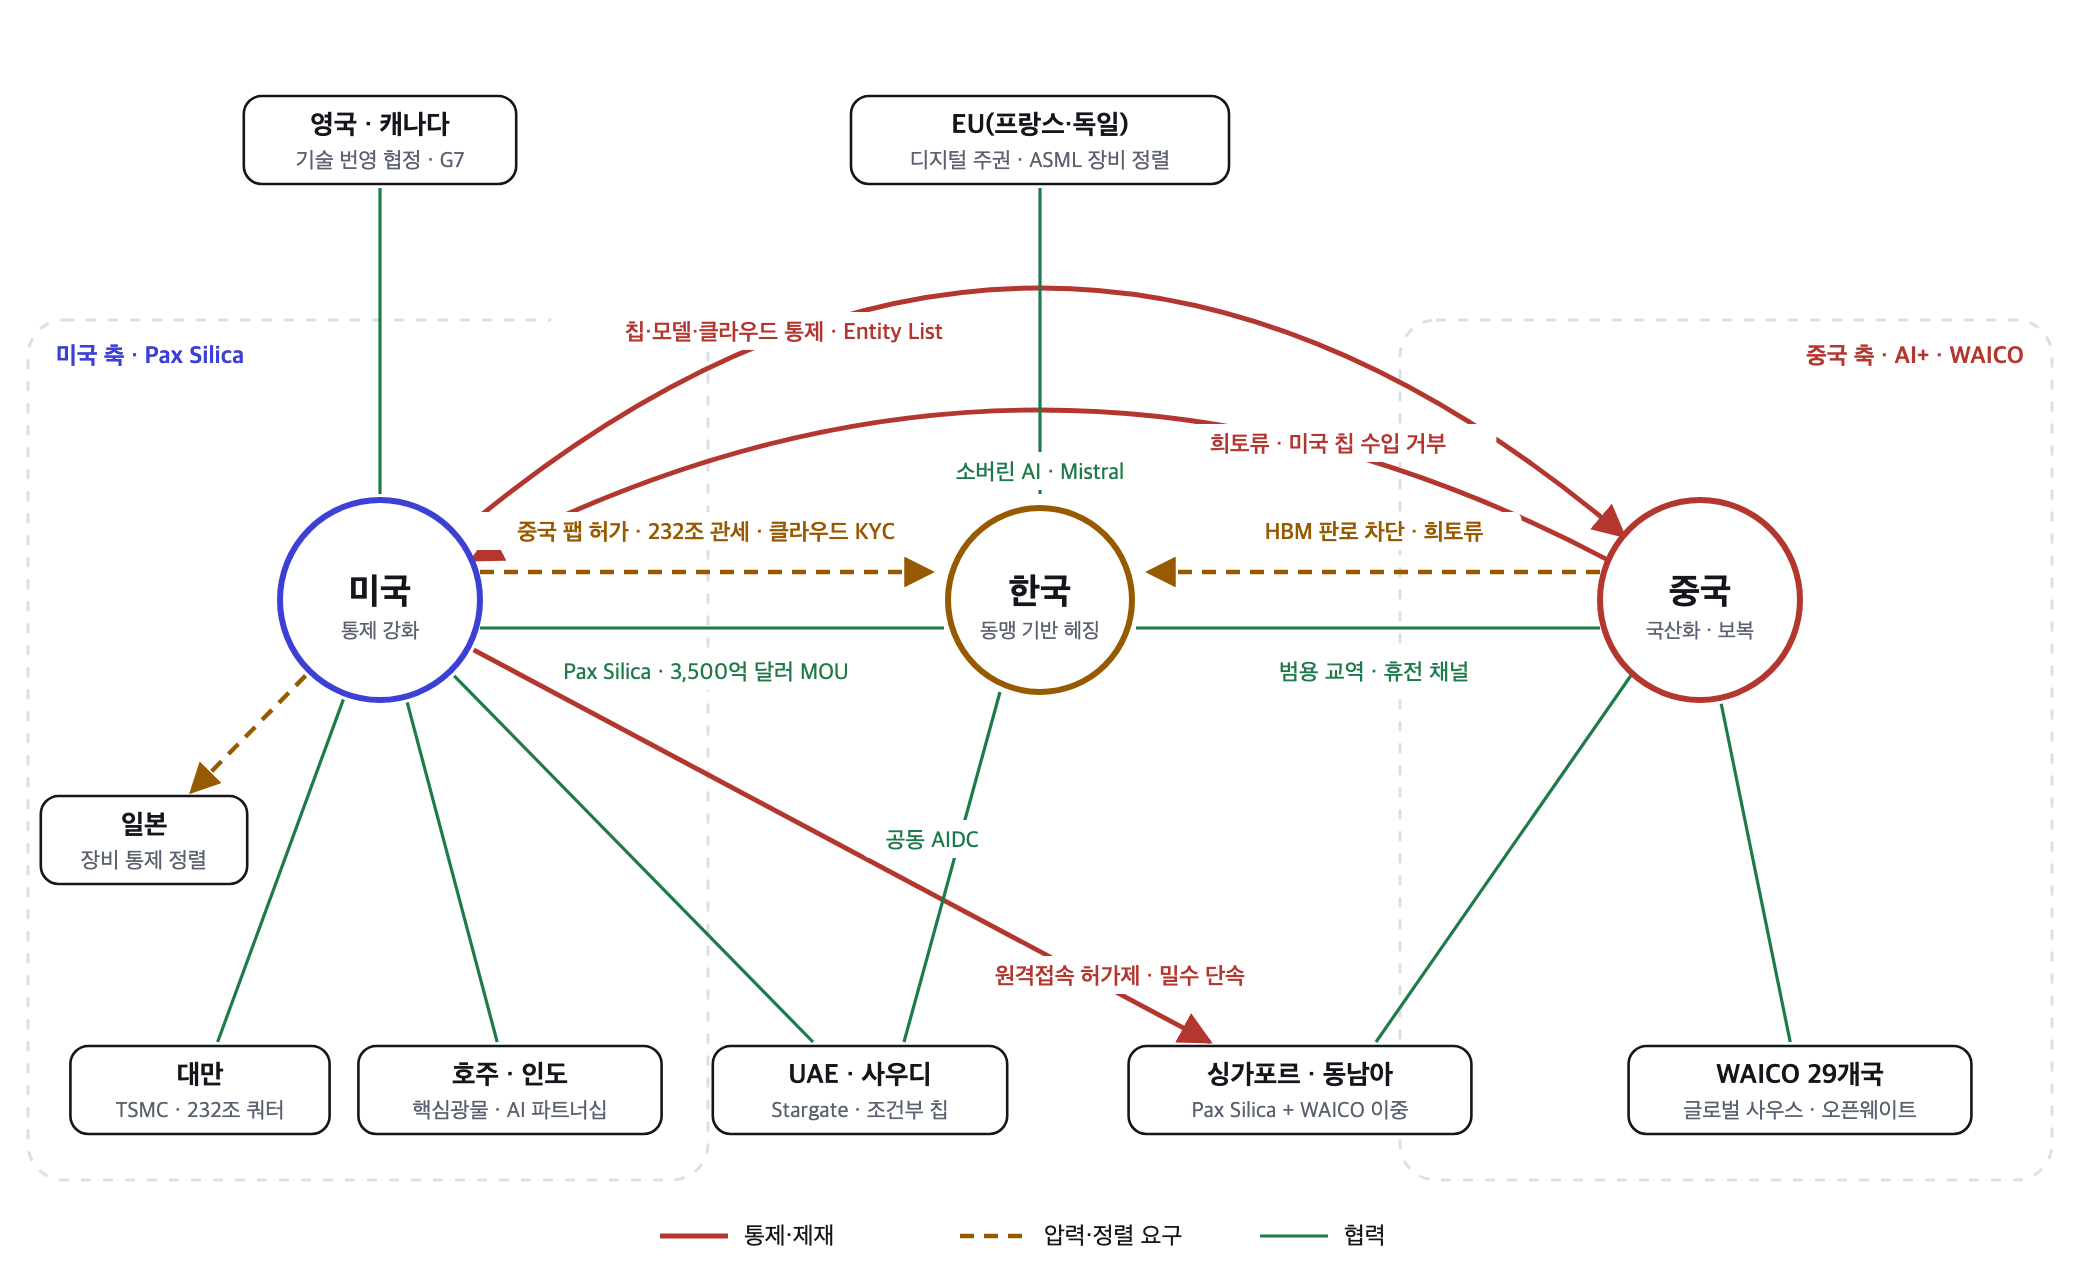 영국 · 캐나다
기술 번영 협정 · G7
EU(프랑스·독일)
디지털 주권 · ASML 장비 정렬
칩·모델·클라우드 통제 · Entity List
미국 축 · Pax Silica
중국 축 · AI+ · WAICO
희토류 · 미국 칩 수입 거부
소버린 AI · Mistral
중국 팹 허가 · 232조 관세 · 클라우드 KYC
HBM 판로 차단 · 희토류
미국
통제 강화
한국
동맹 기반 헤징
중국
국산화 · 보복
Pax Silica · 3,500억 달러 MOU
범용 교역 · 휴전 채널
일본
장비 통제 정렬
공동 AIDC
원격접속 허가제 · 밀수 단속
대만
TSMC · 232조 쿼터
호주 · 인도
핵심광물 · AI 파트너십
UAE · 사우디
Stargate · 조건부 칩
싱가포르 · 동남아
Pax Silica + WAICO 이중
WAICO 29개국
글로벌 사우스 · 오픈웨이트
통제·제재
압력·정렬 요구
협력